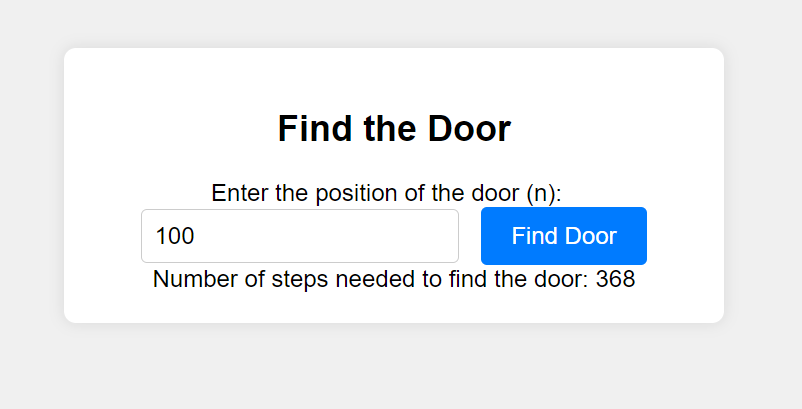 Find the Door
Enter the position of the door (n):
100 Find Door
Number of steps needed to find the door: 368